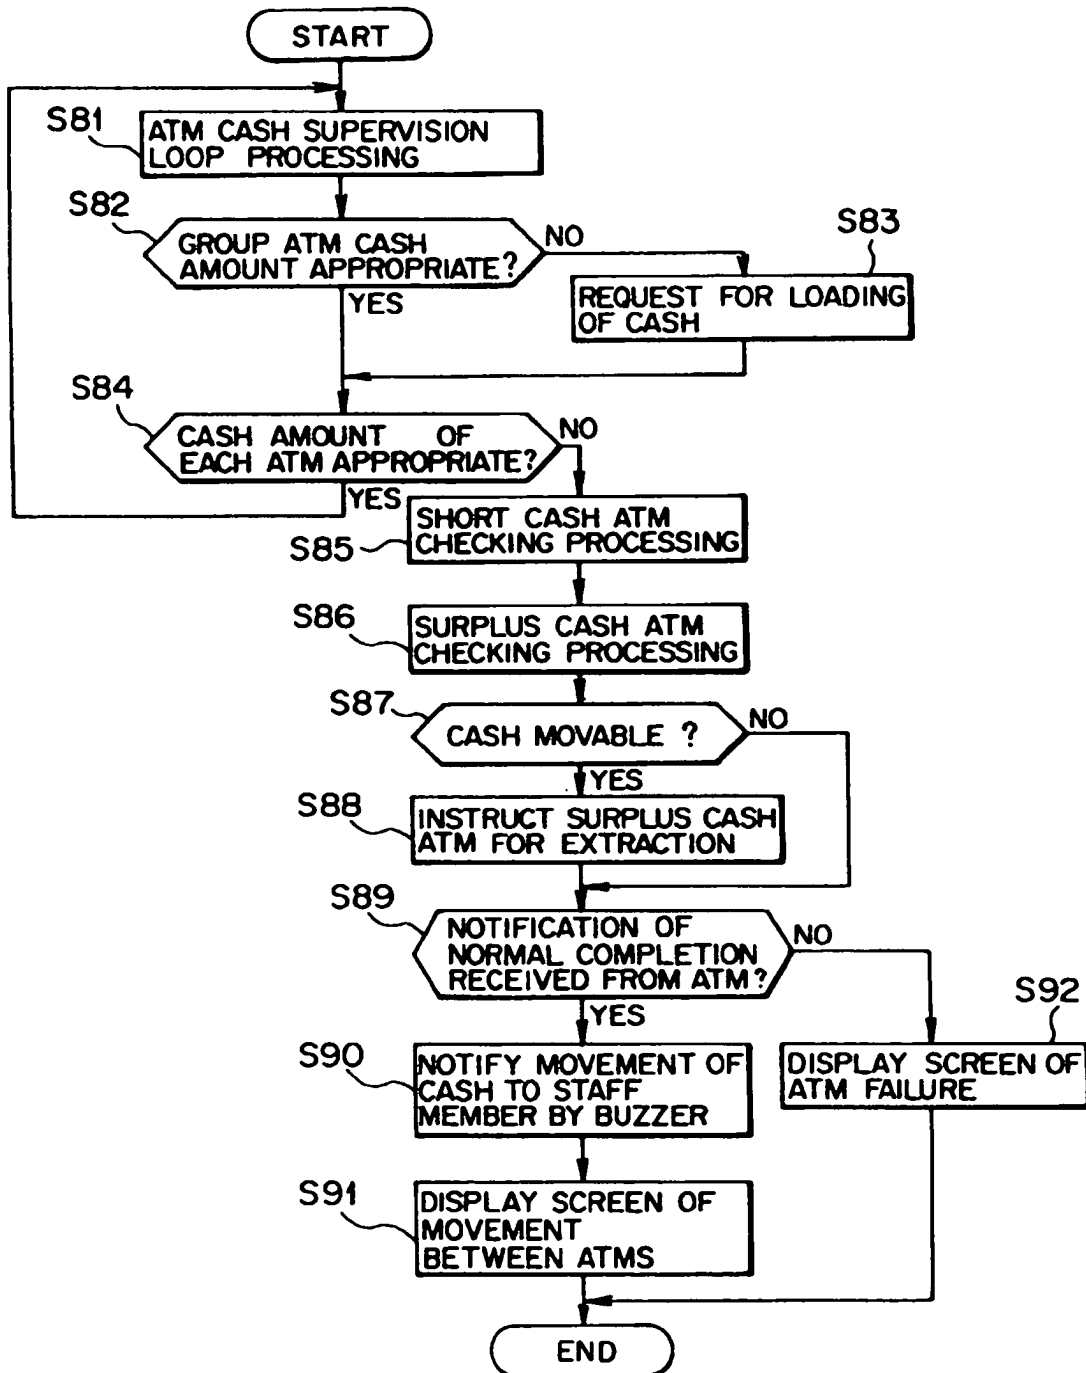 START
S81
ATM CASH SUPERVISION
LOOP PROCESSING
S82
GROUP ATM CASH
AMOUNT APPROPRIATE?
NO
YES
S83
REQUEST FOR LOADING
OF CASH
S84
CASH AMOUNT OF
EACH ATM APPROPRIATE?
NO
YES
S85
SHORT CASH ATM
CHECKING PROCESSING
S86
SURPLUS CASH ATM
CHECKING PROCESSING
S87
CASH MOVABLE ?
NO
YES
S88
INSTRUCT SURPLUS CASH
ATM FOR EXTRACTION
S89
NOTIFICATION OF
NORMAL COMPLETION
RECEIVED FROM ATM?
NO
YES
S92
DISPLAY SCREEN OF
ATM FAILURE
S90
NOTIFY MOVEMENT OF
CASH TO STAFF
MEMBER BY BUZZER
S91
DISPLAY SCREEN OF
MOVEMENT
BETWEEN ATMS
END